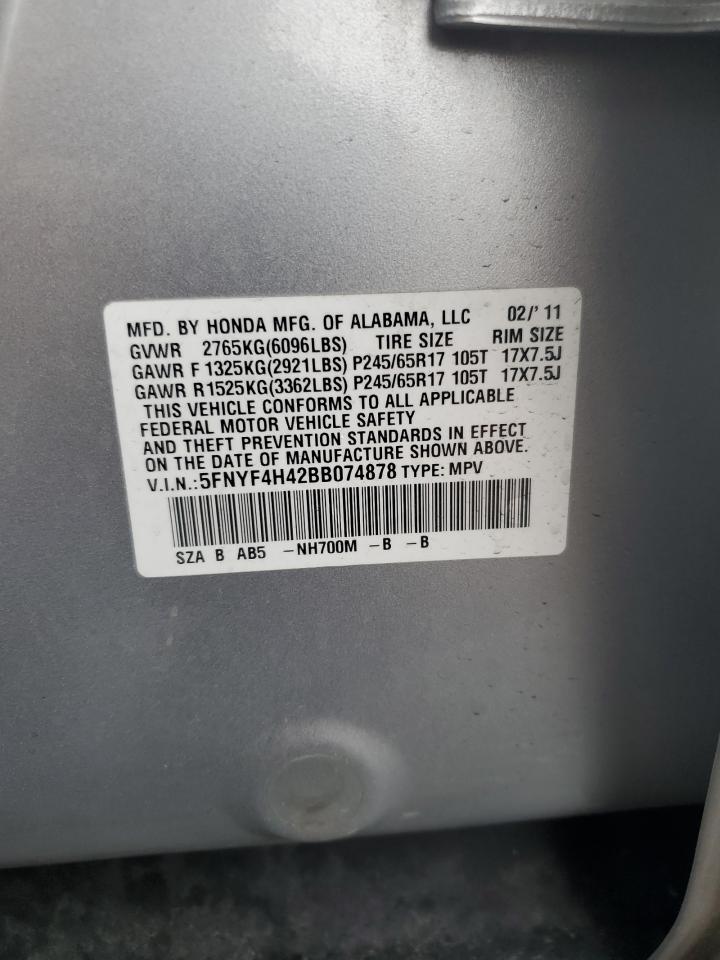 MFD. BY HONDA MFG. OF ALABAMA, LLC 02/' 11
GVWR 2765KG(6096LBS) TIRE SIZE RIM SIZE
GAWR F 1325KG(2921LBS) P245/65R17 105T 17X7.5J
GAWR R 1525KG(3362LBS) P245/65R17 105T 17X7.5J
THIS VEHICLE CONFORMS TO ALL APPLICABLE
FEDERAL MOTOR VEHICLE SAFETY
AND THEFT PREVENTION STANDARDS IN EFFECT
ON THE DATE OF MANUFACTURE SHOWN ABOVE.
V.I.N.:5FNYF4H42BB074878 TYPE: MPV
SZA B AB5 -NH700M -B -B